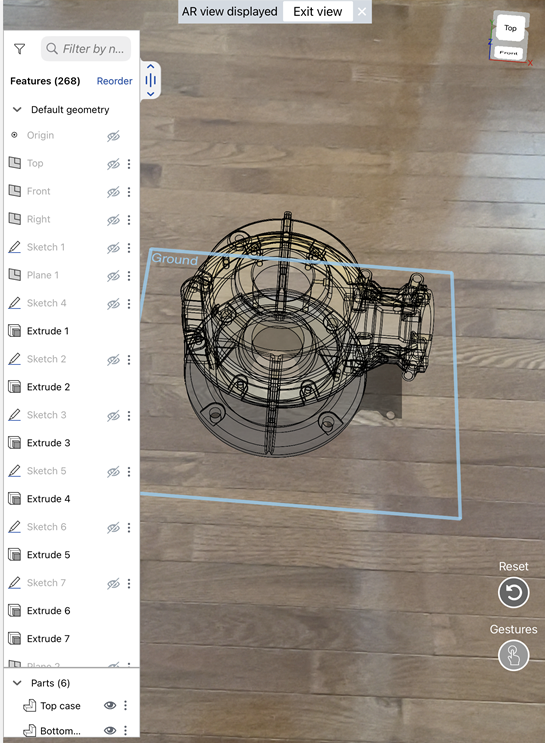 AR view displayed Exit view
Top
Front
Z
X
Filter by n...
Features (268) Reorder
Default geometry
Origin
Top
Front
Right
Sketch 1
Plane 1
Sketch 4
Extrude 1
Sketch 2
Extrude 2
Sketch 3
Extrude 3
Sketch 5
Extrude 4
Sketch 6
Extrude 5
Sketch 7
Extrude 6
Extrude 7
Plane 2
Parts (6)
Top case
Bottom...
Ground
Reset
Gestures